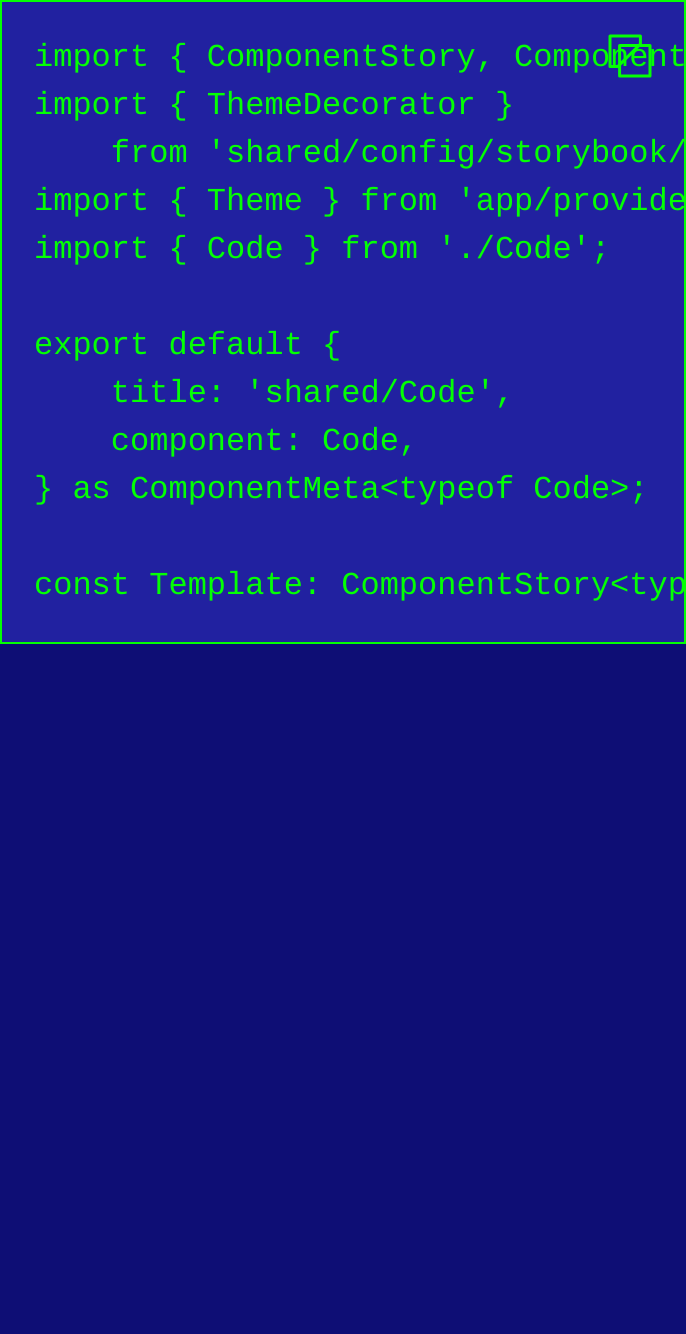 import { ComponentStory, Component
import { ThemeDecorator }
    from 'shared/config/storybook/
import { Theme } from 'app/provide
import { Code } from './Code';

export default {
    title: 'shared/Code',
    component: Code,
} as ComponentMeta<typeof Code>;

const Template: ComponentStory<typ